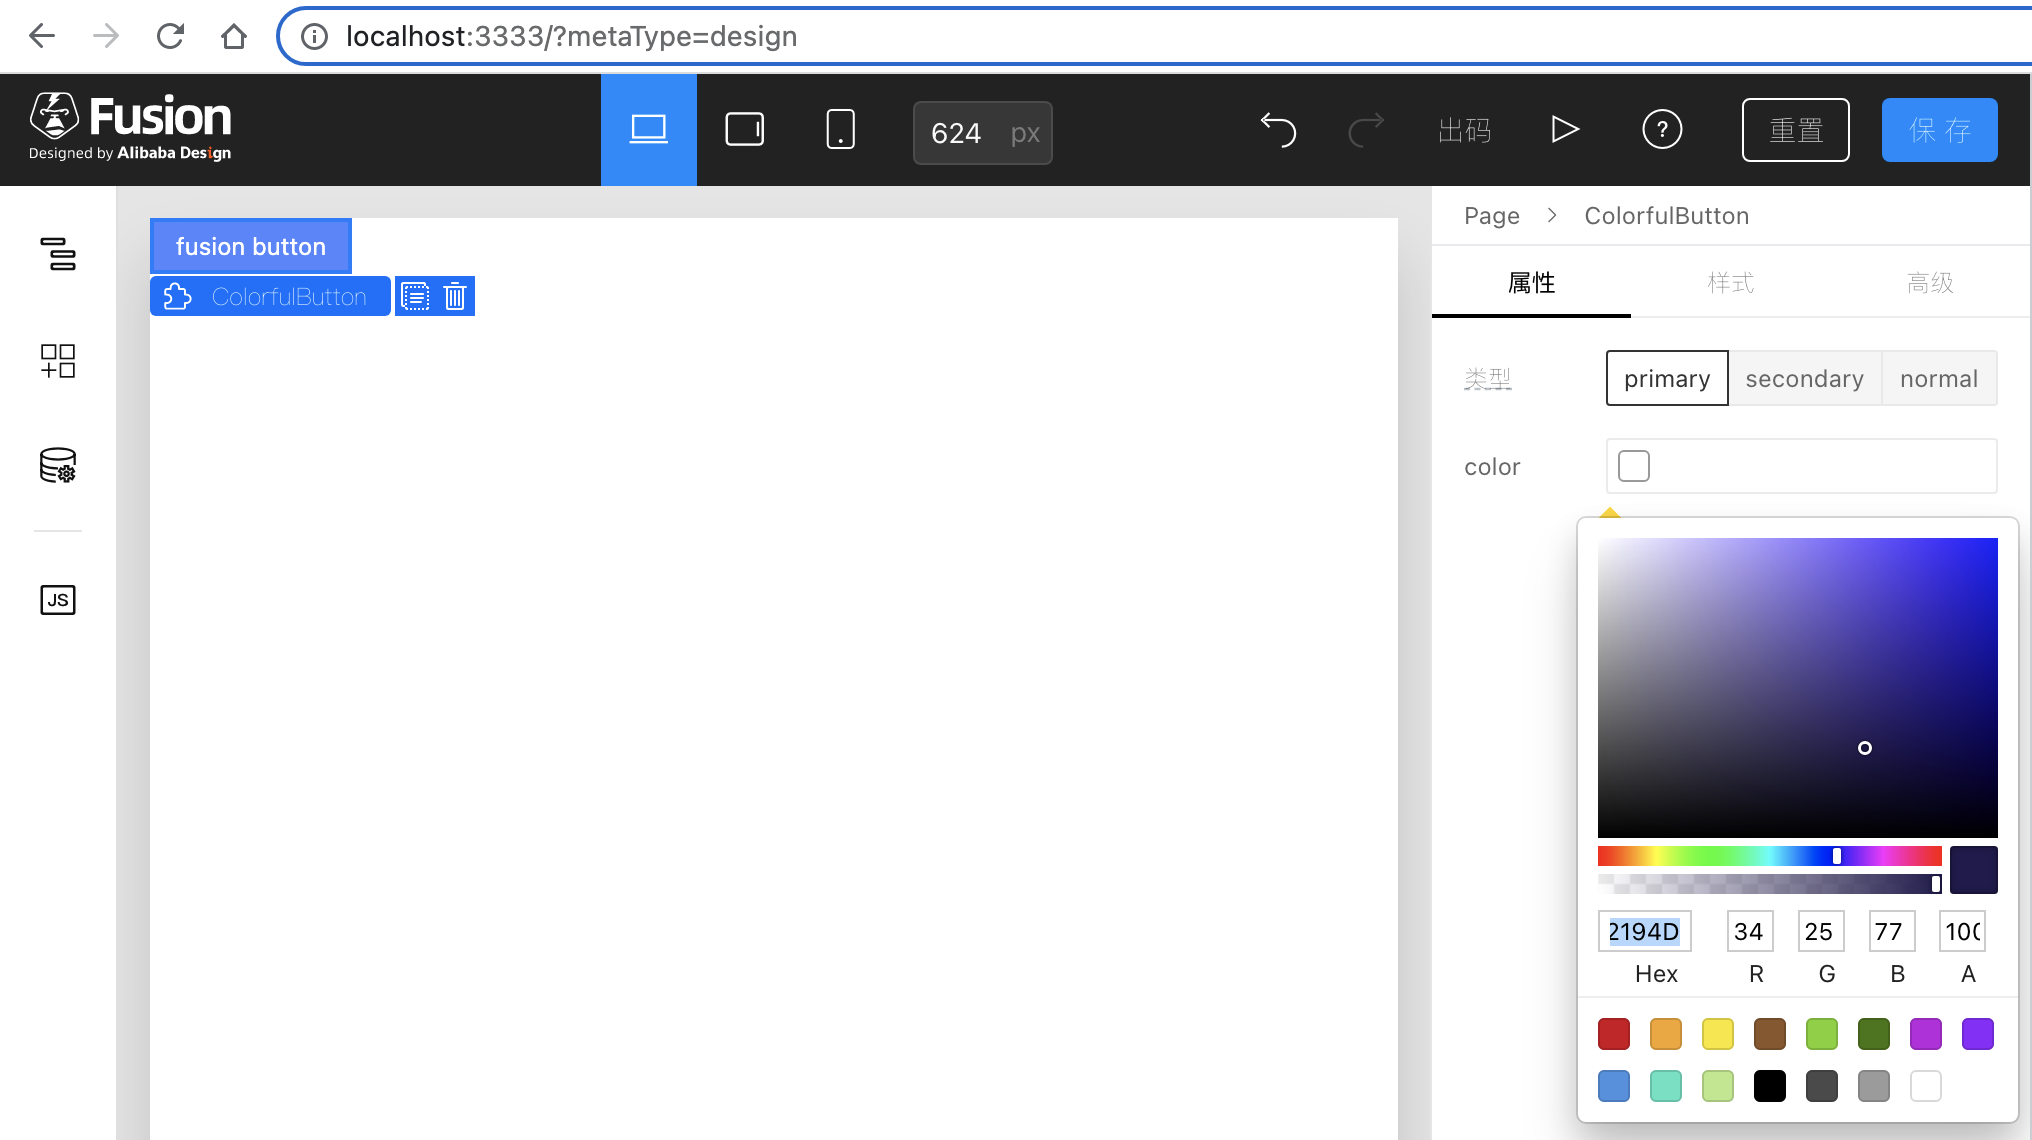 localhost:3333/?metaType=design
Fusion
Designed by Alibaba Design
624 px
出码
?
重置
保 存
Page > ColorfulButton
fusion button
ColorfulButton
属性
样式
高级
类型
primary
secondary
normal
color
JS
2194D
34
25
77
100
Hex
R
G
B
A